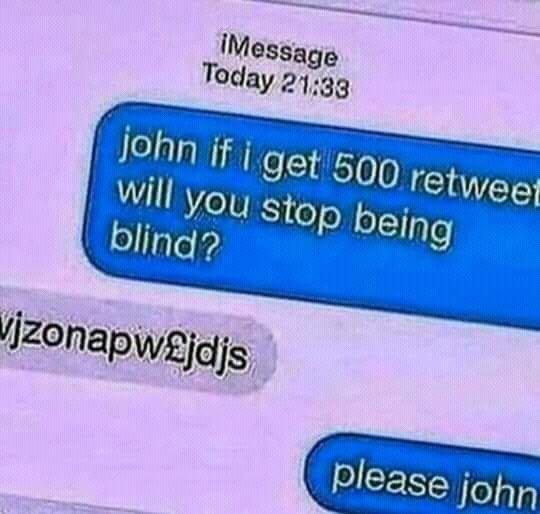 iMessage
Today 21:33
john if i get 500 retweet
will you stop being
blind?
vjzonapw£jdjs
please john